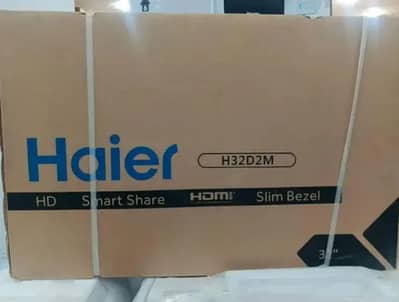 Haier
H32D2M
HD Smart Share HDMI Slim Bezel